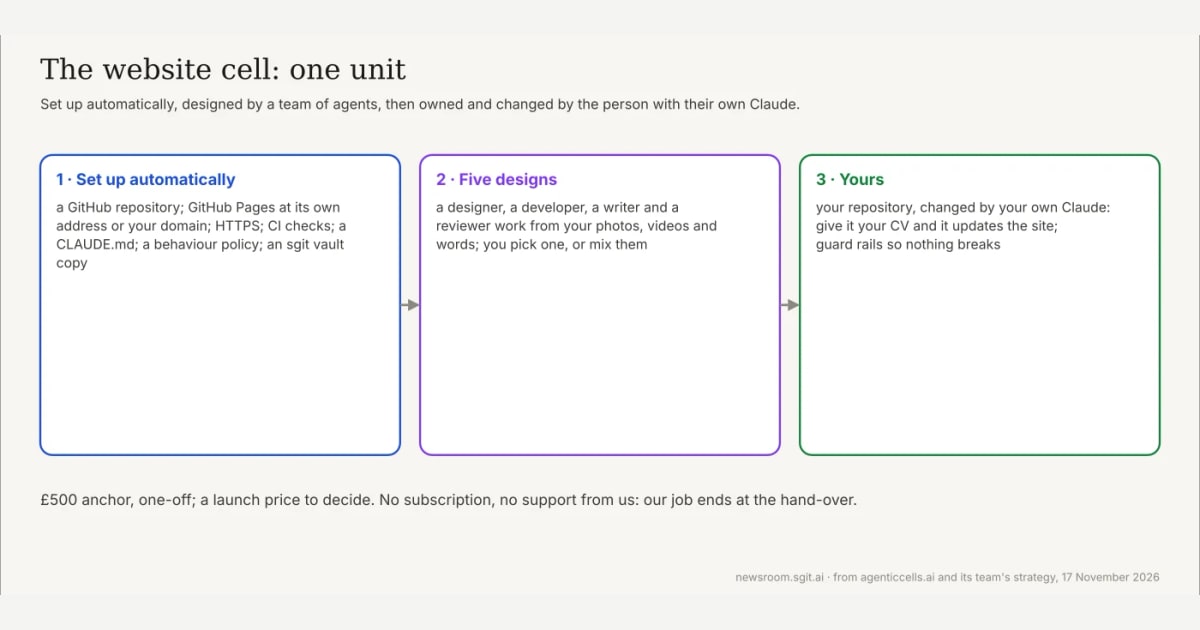 The website cell: one unit
Set up automatically, designed by a team of agents, then owned and changed by the person with their own Claude.
1 · Set up automatically
a GitHub repository; GitHub Pages at its own
address or your domain; HTTPS; CI checks; a
CLAUDE.md; a behaviour policy; an sgit vault
copy
2 · Five designs
a designer, a developer, a writer and a
reviewer work from your photos, videos and
words; you pick one, or mix them
3 · Yours
your repository, changed by your own Claude:
give it your CV and it updates the site;
guard rails so nothing breaks
£500 anchor, one-off; a launch price to decide. No subscription, no support from us: our job ends at the hand-over.
newsroom.sgit.ai · from agenticcells.ai and its team's strategy, 17 November 2026